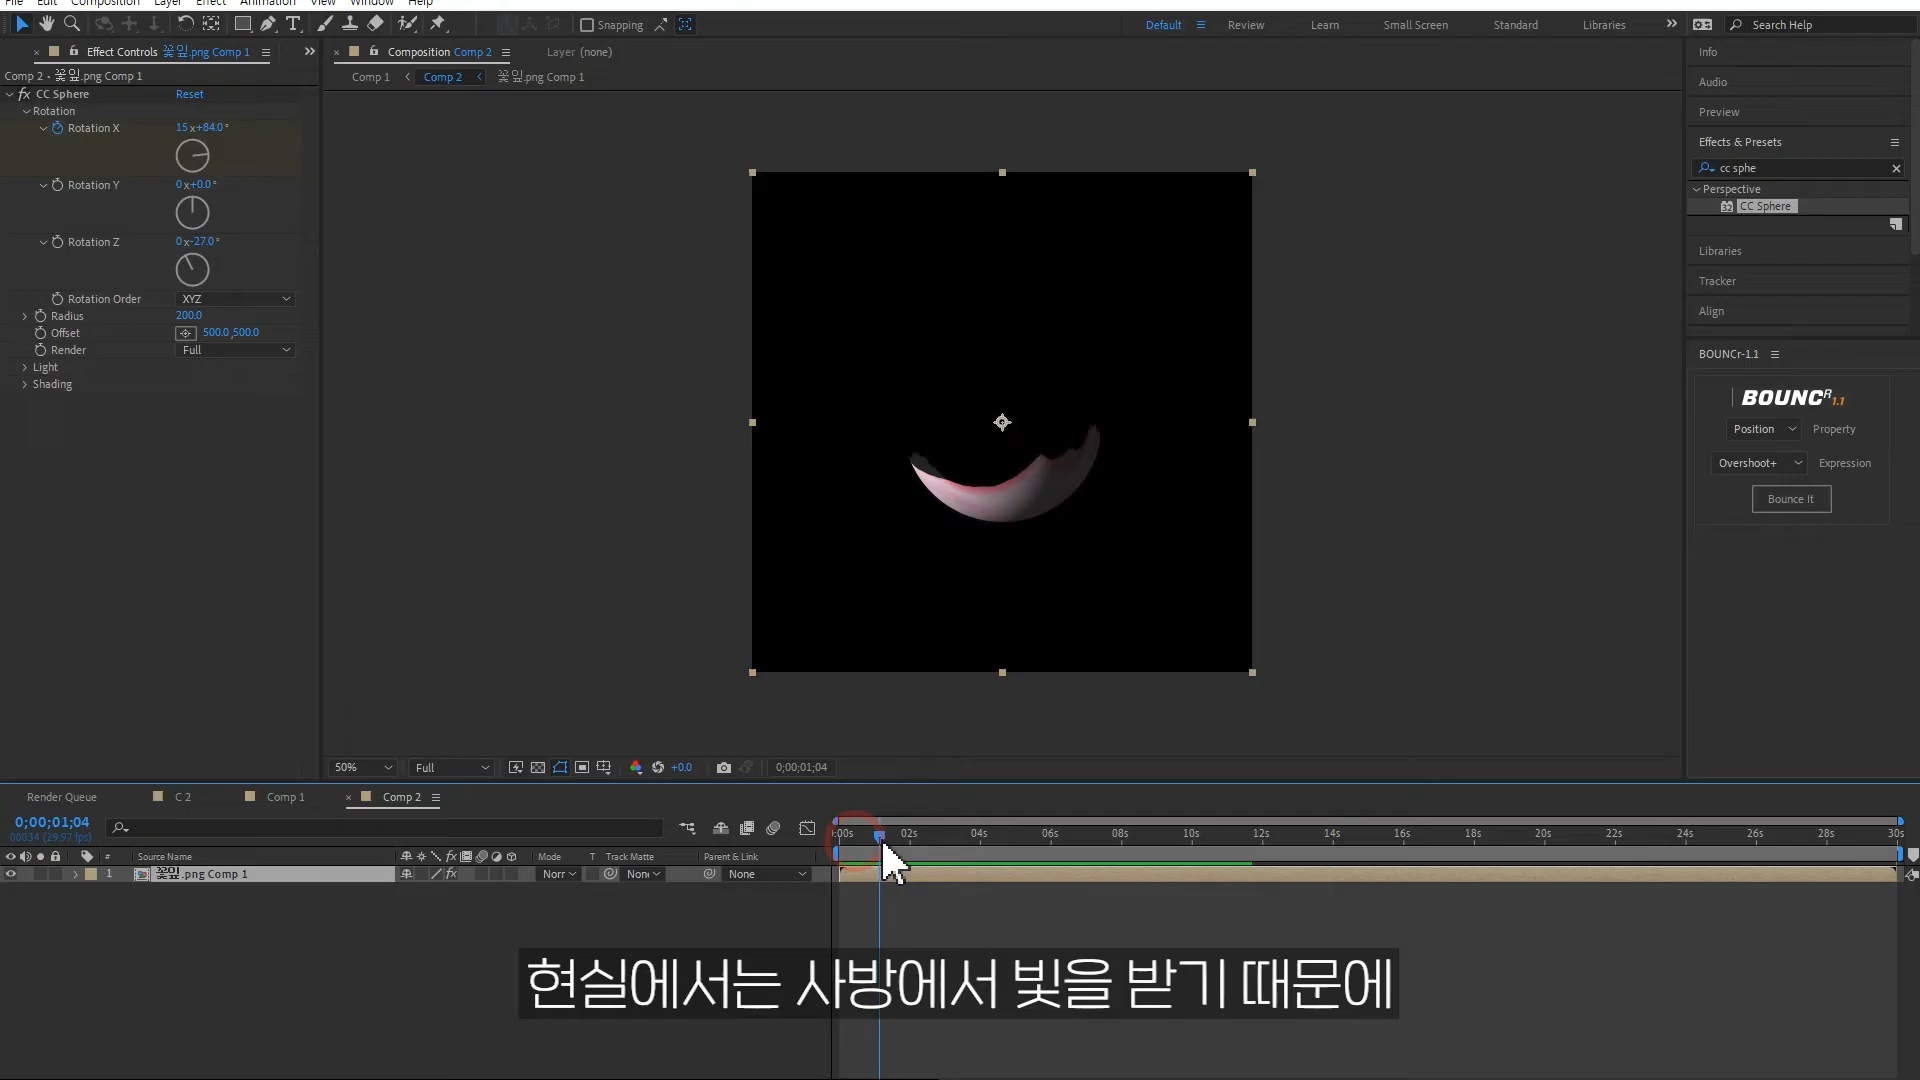 File Edit Composition Layer Effect Animation View Window Help
Snapping
Default Review Learn Small Screen Standard Libraries Search Help
Effect Controls 꽃잎.png Comp 1
Composition Comp 2 Layer (none)
Comp 2 • 꽃잎.png Comp 1
Comp 1 Comp 2 꽃잎.png Comp 1
fx CC Sphere Reset
Rotation
Rotation X 15 x+84.0°
Rotation Y 0 x+0.0°
Rotation Z 0 x-27.0°
Rotation Order XYZ
Radius 200.0
Offset 500.0,500.0
Render Full
Light
Shading
Info
Audio
Preview
Effects & Presets
cc sphe
Perspective
32 CC Sphere
Libraries
Tracker
Align
BOUNCr-1.1
BOUNCR 1.1
Position Property
Overshoot+ Expression
Bounce It
50% Full +0.0 0;00;01;04
Render Queue C 2 Comp 1 Comp 2
0;00;01;04
00034 (29.97 fps)
:00s 02s 04s 06s 08s 10s 12s 14s 16s 18s 20s 22s 24s 26s 28s 30s
# Source Name fx Mode T Track Matte Parent & Link
1 꽃잎.png Comp 1 fx Norr None None
현실에서는 사방에서 빛을 받기 때문에